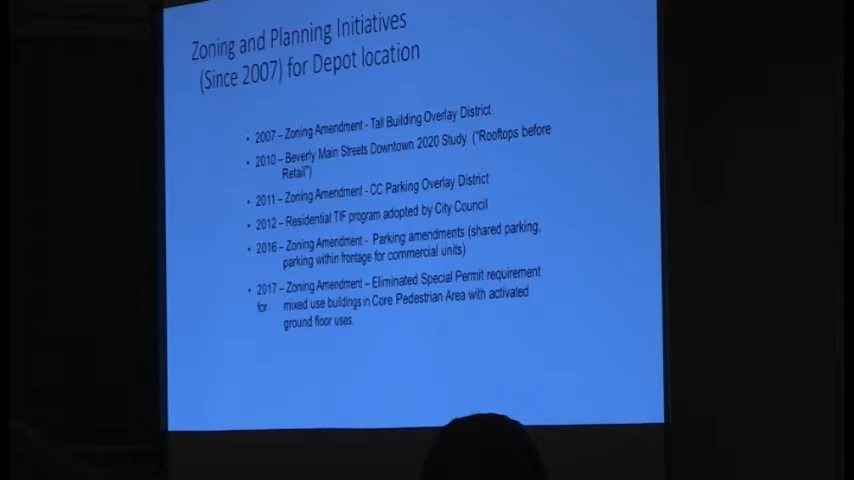 Zoning and Planning Initiatives
(Since 2007) for Depot location
• 2007 – Zoning Amendment - Tall Building Overlay District
• 2010 – Beverly Main Streets Downtown 2020 Study ("Rooftops before
Retail")
• 2011 – Zoning Amendment - CC Parking Overlay District
• 2012 – Residential TIF program adopted by City Council
• 2016 – Zoning Amendment - Parking amendments (shared parking,
parking within frontage for commercial units)
• 2017 – Zoning Amendment – Eliminated Special Permit requirement
for mixed use buildings in Core Pedestrian Area with activated
ground floor uses.